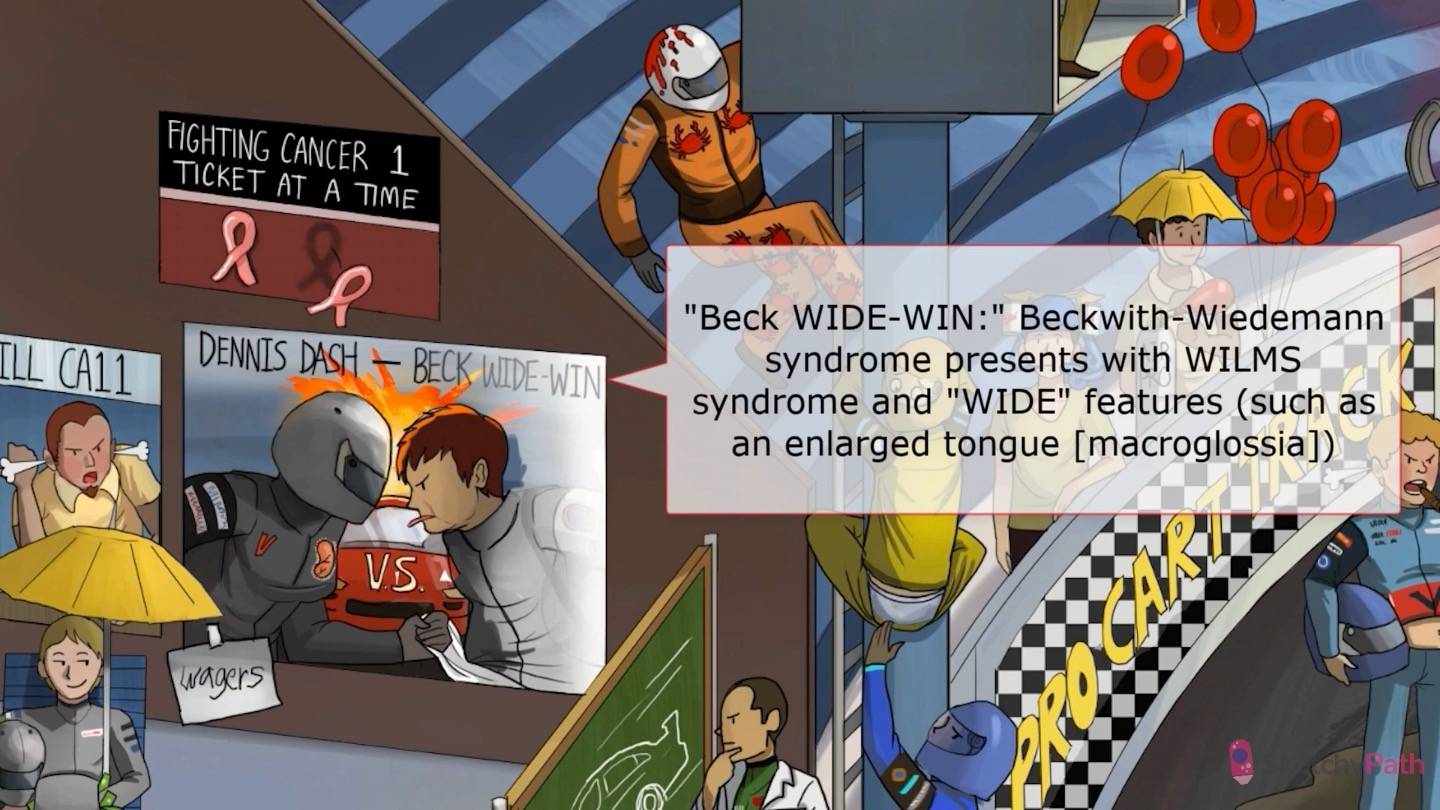 FIGHTING CANCER 1
TICKET AT A TIME
ILL CA11
DENNIS DASH — BECK WIDE-WIN
V.S.
wagers
"Beck WIDE-WIN:" Beckwith-Wiedemann
syndrome presents with WILMS
syndrome and "WIDE" features (such as
an enlarged tongue [macroglossia])
PRO CART TRACK
SketchyPath